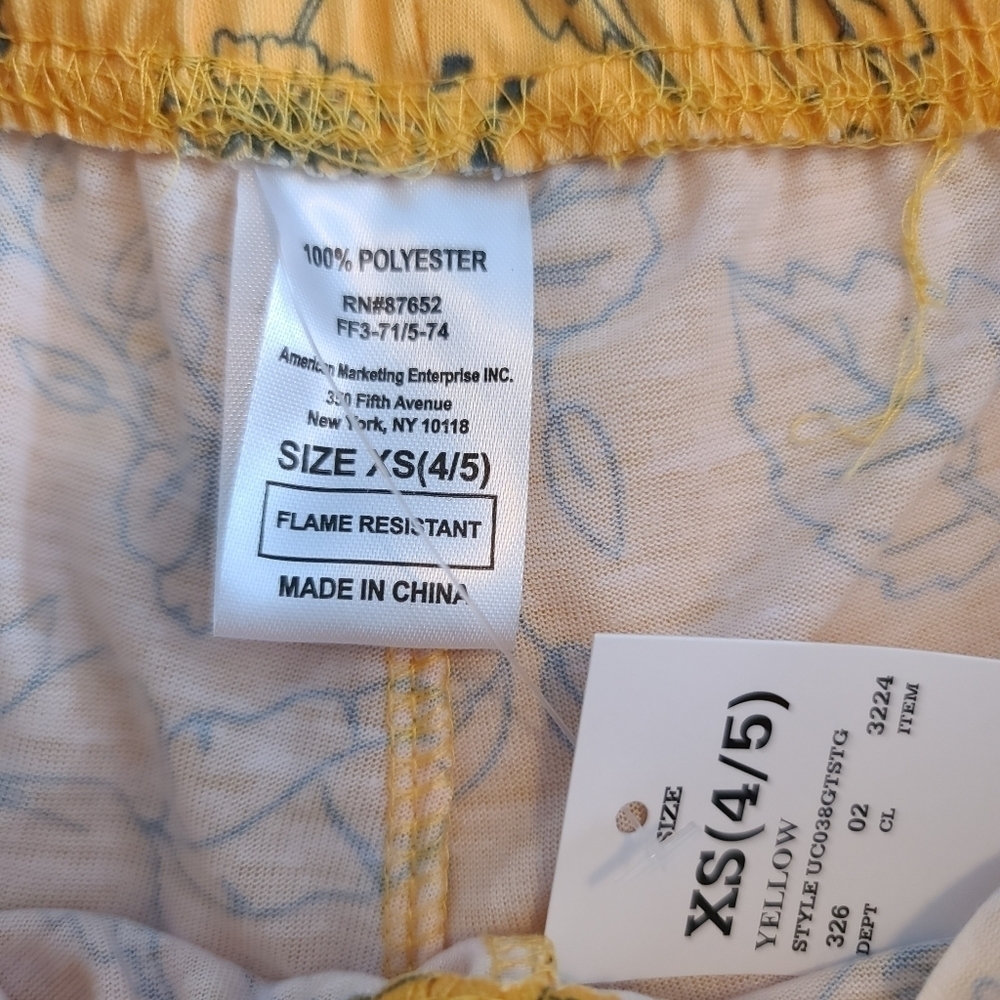 100% POLYESTER
RN#87652
FF3-71/5-74
American Marketing Enterprise INC.
350 Fifth Avenue
New York, NY 10118
SIZE XS(4/5)
FLAME RESISTANT
MADE IN CHINA
SIZE
XS(4/5)
YELLOW
STYLE UC038GTSTG
326 02 3224
DEPT CL ITEM